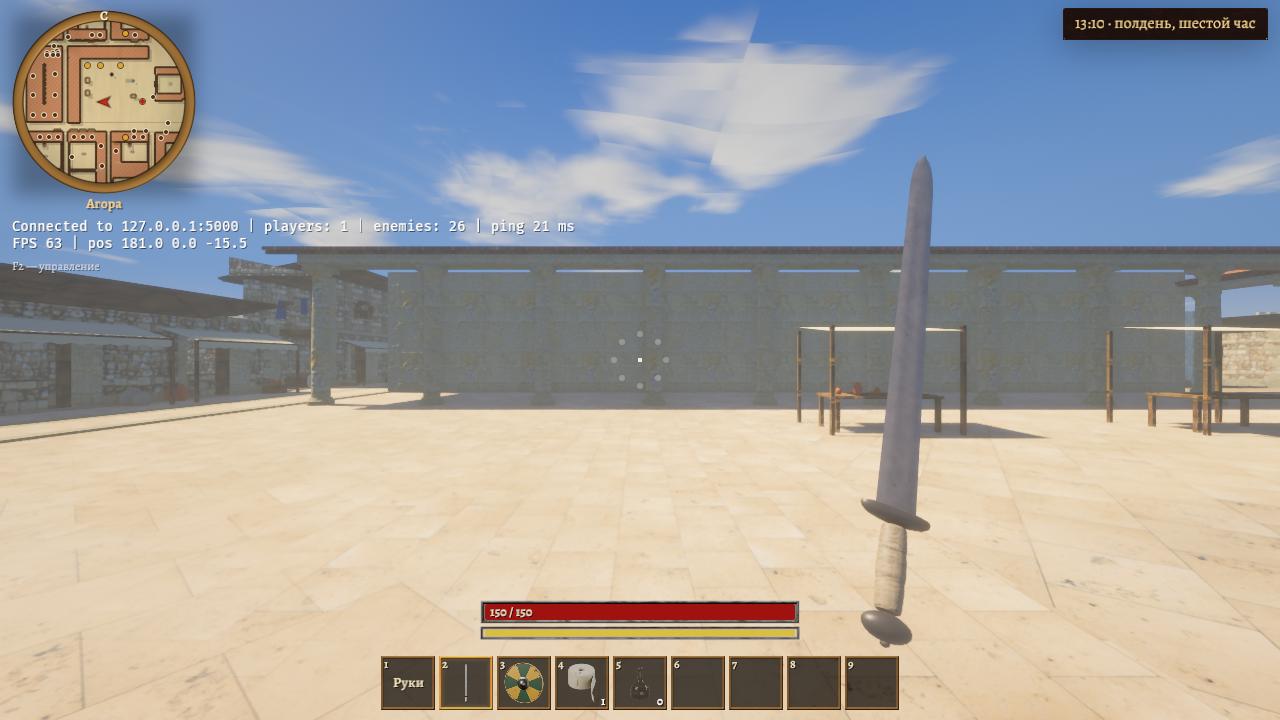 С
13:10 · полдень, шестой час
Агора
Connected to 127.0.0.1:5000 | players: 1 | enemies: 26 | ping 21 ms
FPS 63 | pos 181.0 0.0 -15.5
F2 — управление
150 / 150
1 2 3 4 5 6 7 8 9
Руки
1 0